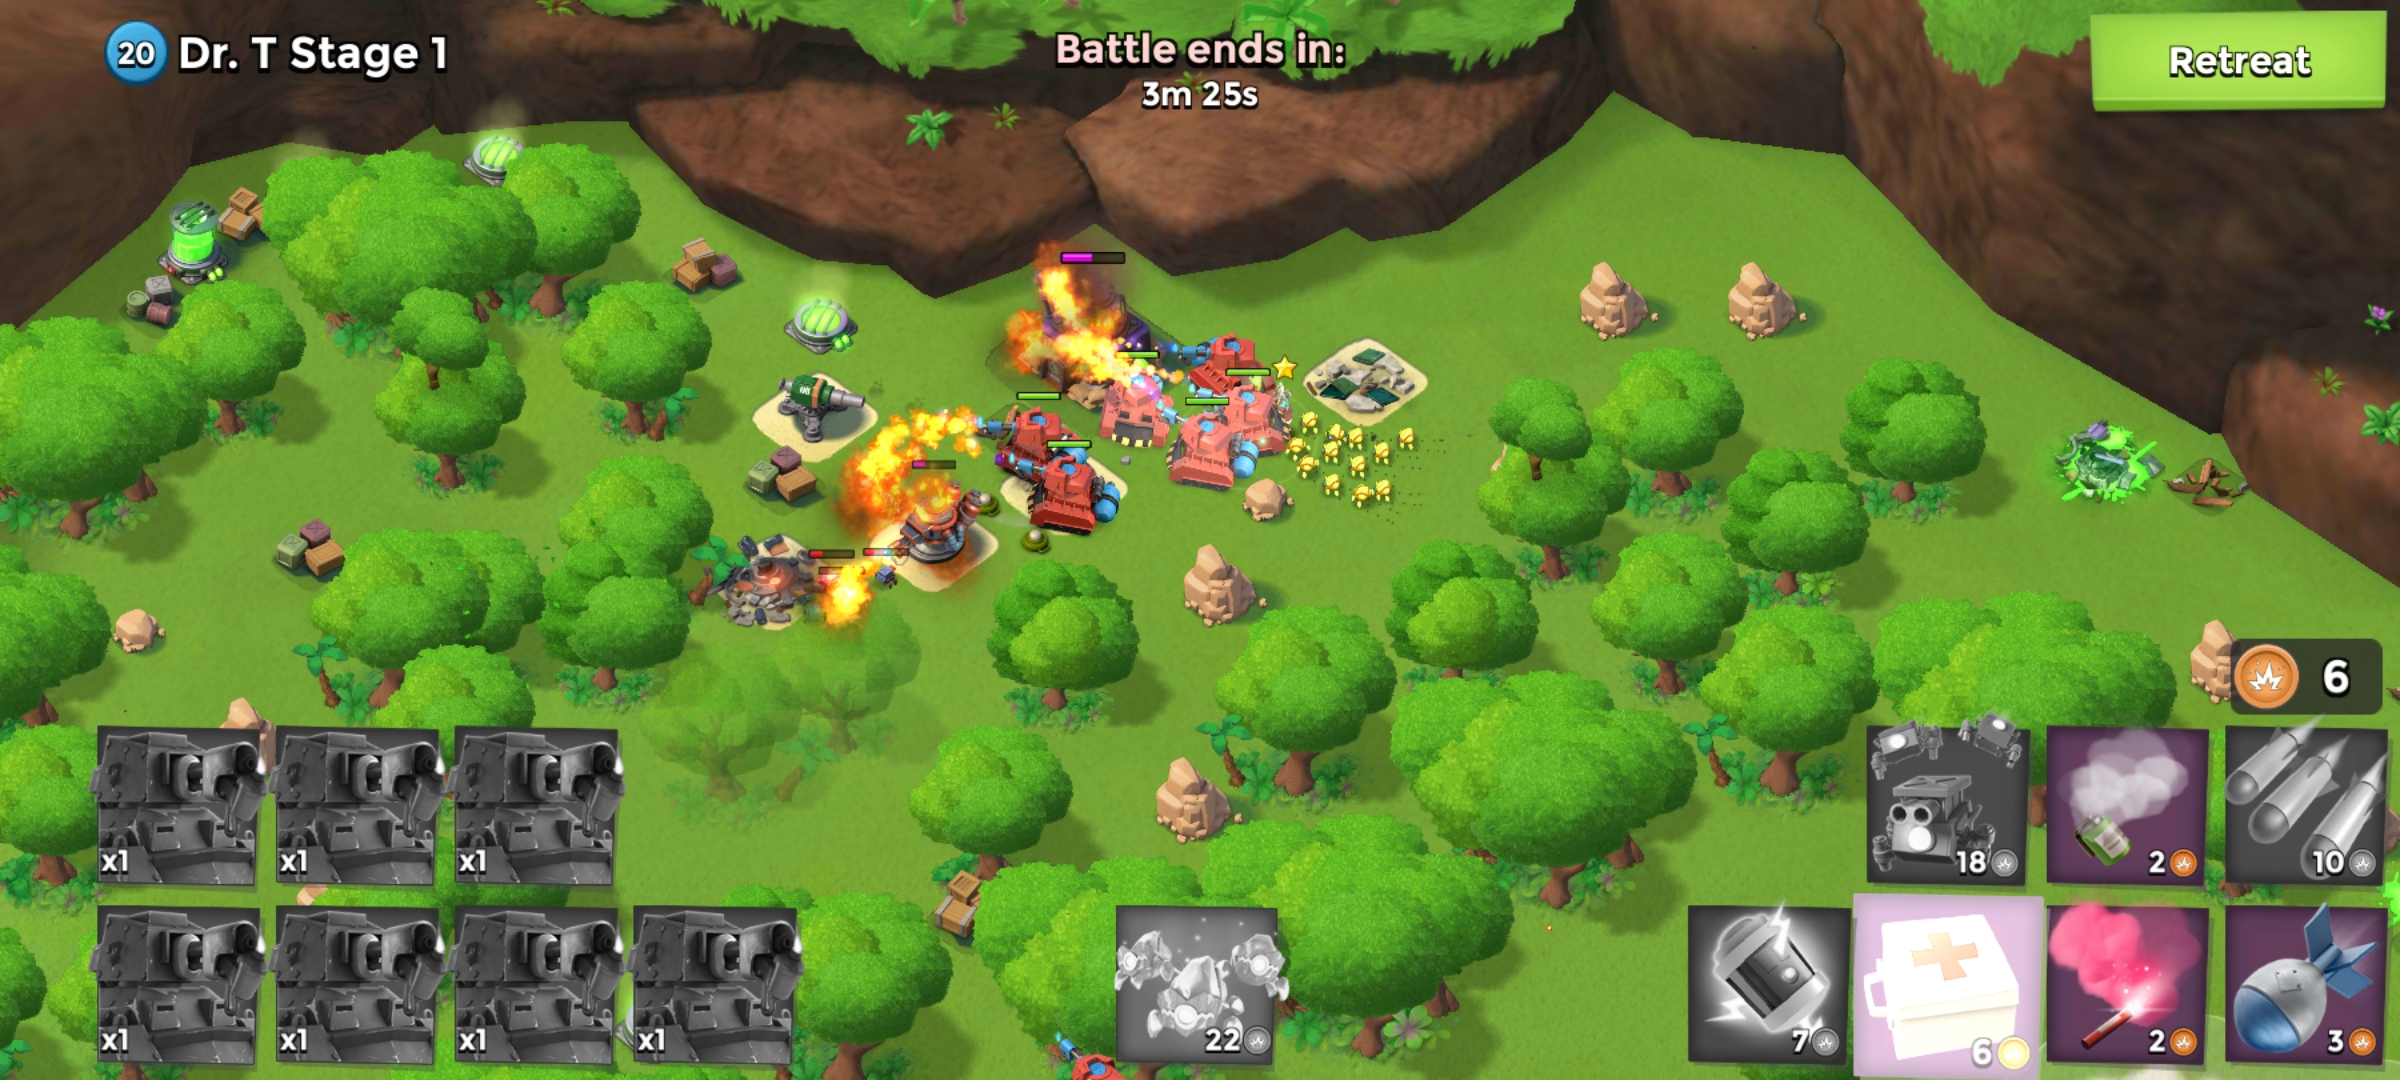 20 Dr. T Stage 1
Battle ends in:
3m 25s
Retreat
6
x1 x1 x1
18 2 10
x1 x1 x1 x1
22
7 6 2 3